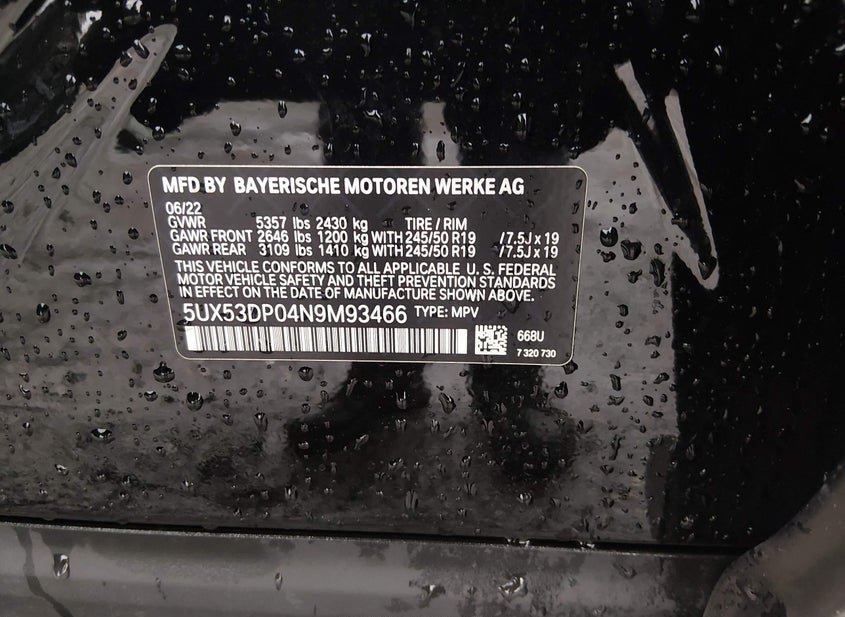 MFD BY BAYERISCHE MOTOREN WERKE AG
06/22
GVWR 5357 lbs 2430 kg TIRE / RIM
GAWR FRONT 2646 lbs 1200 kg WITH 245/50 R19 /7.5J x 19
GAWR REAR 3109 lbs 1410 kg WITH 245/50 R19 /7.5J x 19
THIS VEHICLE CONFORMS TO ALL APPLICABLE U. S. FEDERAL
MOTOR VEHICLE SAFETY AND THEFT PREVENTION STANDARDS
IN EFFECT ON THE DATE OF MANUFACTURE SHOWN ABOVE.
5UX53DP04N9M93466 TYPE: MPV
668U
7 320 730